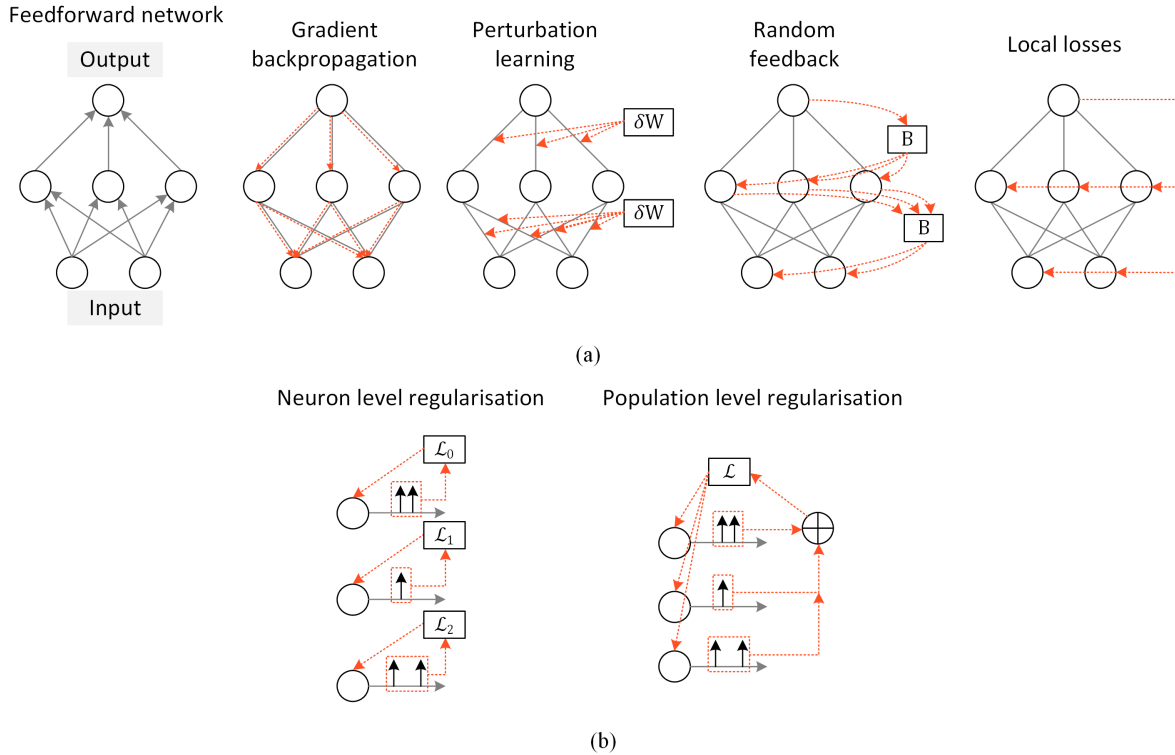 Feedforward network
Output
Input
Gradient
backpropagation
Perturbation
learning
δW
δW
Random
feedback
B
B
Local losses
(a)
Neuron level regularisation
ℒ0
ℒ1
ℒ2
Population level regularisation
ℒ
(b)